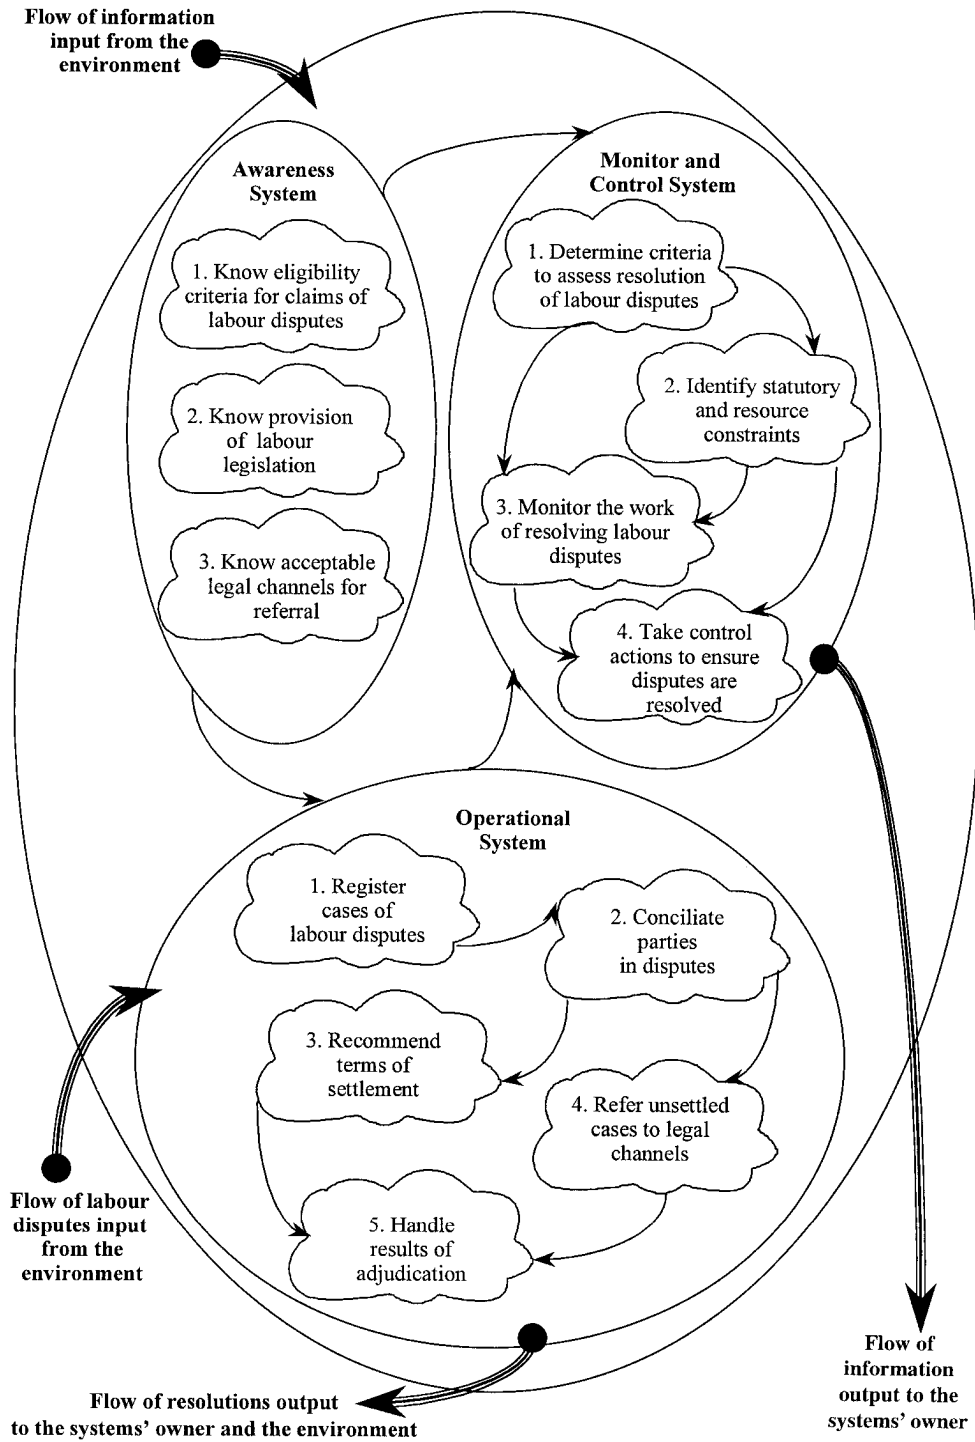 Flow of information
input from the
environment
Awareness
System
1. Know eligibility
criteria for claims of
labour disputes
2. Know provision
of labour
legislation
3. Know acceptable
legal channels for
referral
Monitor and
Control System
1. Determine criteria
to assess resolution
of labour disputes
2. Identify statutory
and resource
constraints
3. Monitor the work
of resolving labour
disputes
4. Take control
actions to ensure
disputes are
resolved
Operational
System
1. Register
cases of
labour disputes
2. Conciliate
parties
in disputes
3. Recommend
terms of
settlement
4. Refer unsettled
cases to legal
channels
5. Handle
results of
adjudication
Flow of labour
disputes input
from the
environment
Flow of resolutions output
to the systems' owner and the environment
Flow of
information
output to the
systems' owner